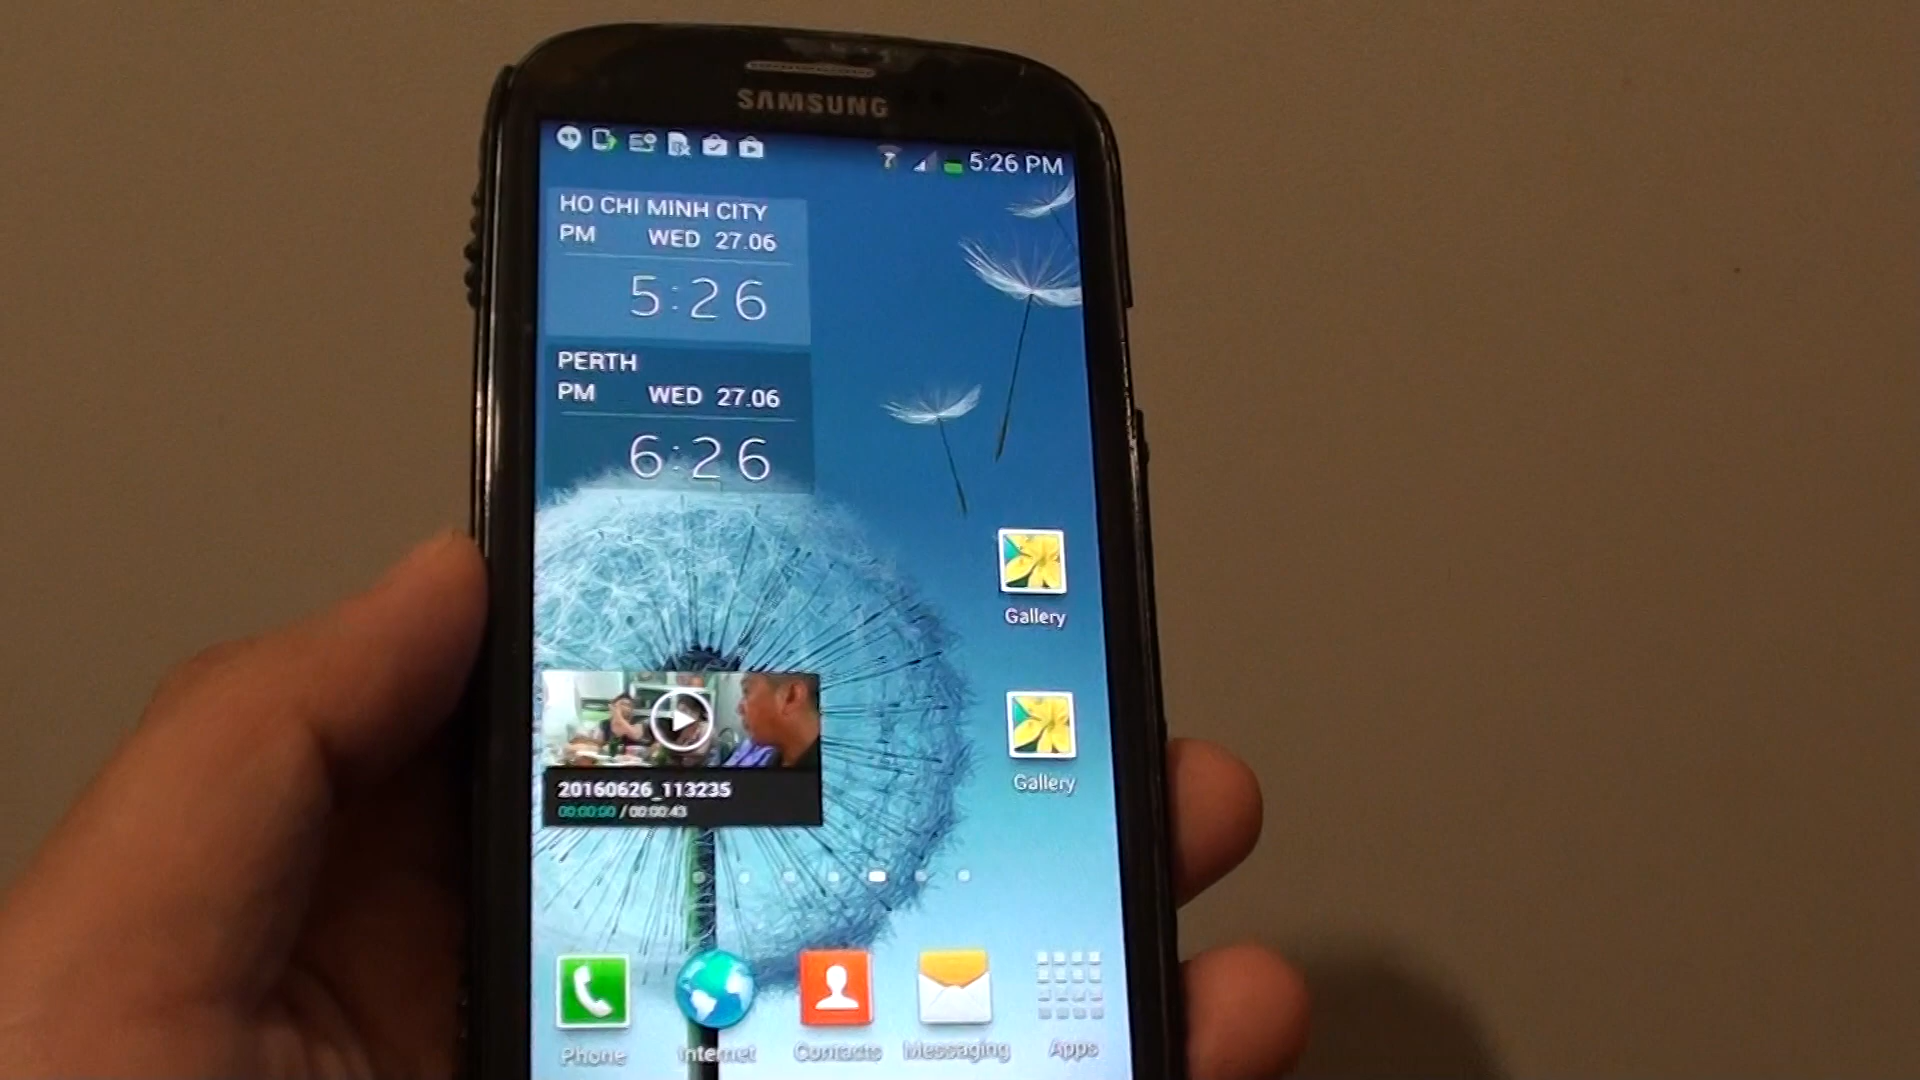 SAMSUNG
5:26 PM
HO CHI MINH CITY
PM WED 27.06
5:26
PERTH
PM WED 27.06
6:26
Gallery
20160626_113235
00:00:00 / 00:00:43
Gallery
Phone Internet Contacts Messaging Apps